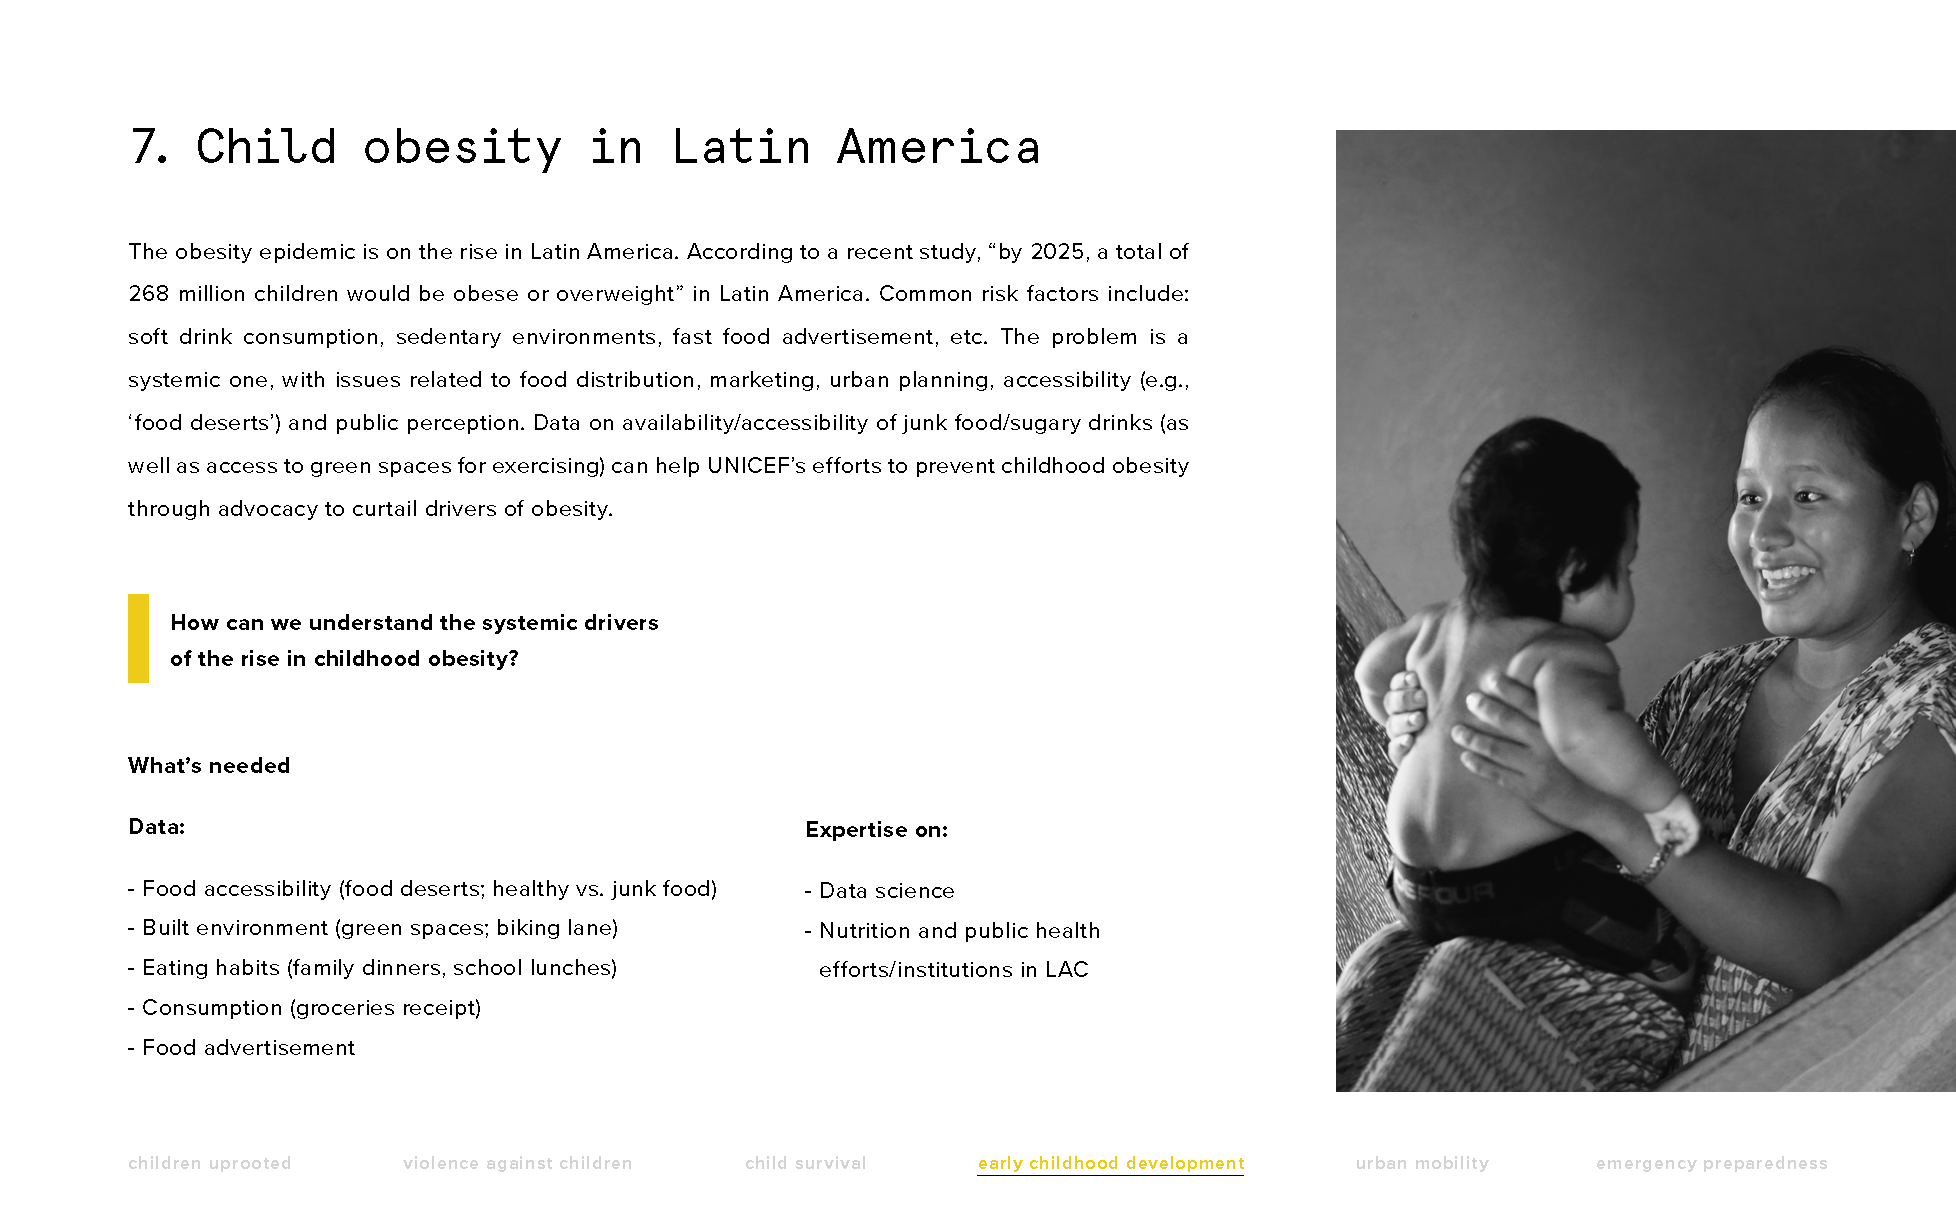 7. Child obesity in Latin America
The obesity epidemic is on the rise in Latin America. According to a recent study, “by 2025, a total of
268 million children would be obese or overweight” in Latin America. Common risk factors include:
soft drink consumption, sedentary environments, fast food advertisement, etc. The problem is a
systemic one, with issues related to food distribution, marketing, urban planning, accessibility (e.g.,
‘food deserts’) and public perception. Data on availability/accessibility of junk food/sugary drinks (as
well as access to green spaces for exercising) can help UNICEF’s efforts to prevent childhood obesity
through advocacy to curtail drivers of obesity.
How can we understand the systemic drivers
of the rise in childhood obesity?
What’s needed
Data:
- Food accessibility (food deserts; healthy vs. junk food)
- Built environment (green spaces; biking lane)
- Eating habits (family dinners, school lunches)
- Consumption (groceries receipt)
- Food advertisement
Expertise on:
- Data science
- Nutrition and public health
efforts/institutions in LAC
children uprooted
violence against children
child survival
early childhood development
urban mobility
emergency preparedness